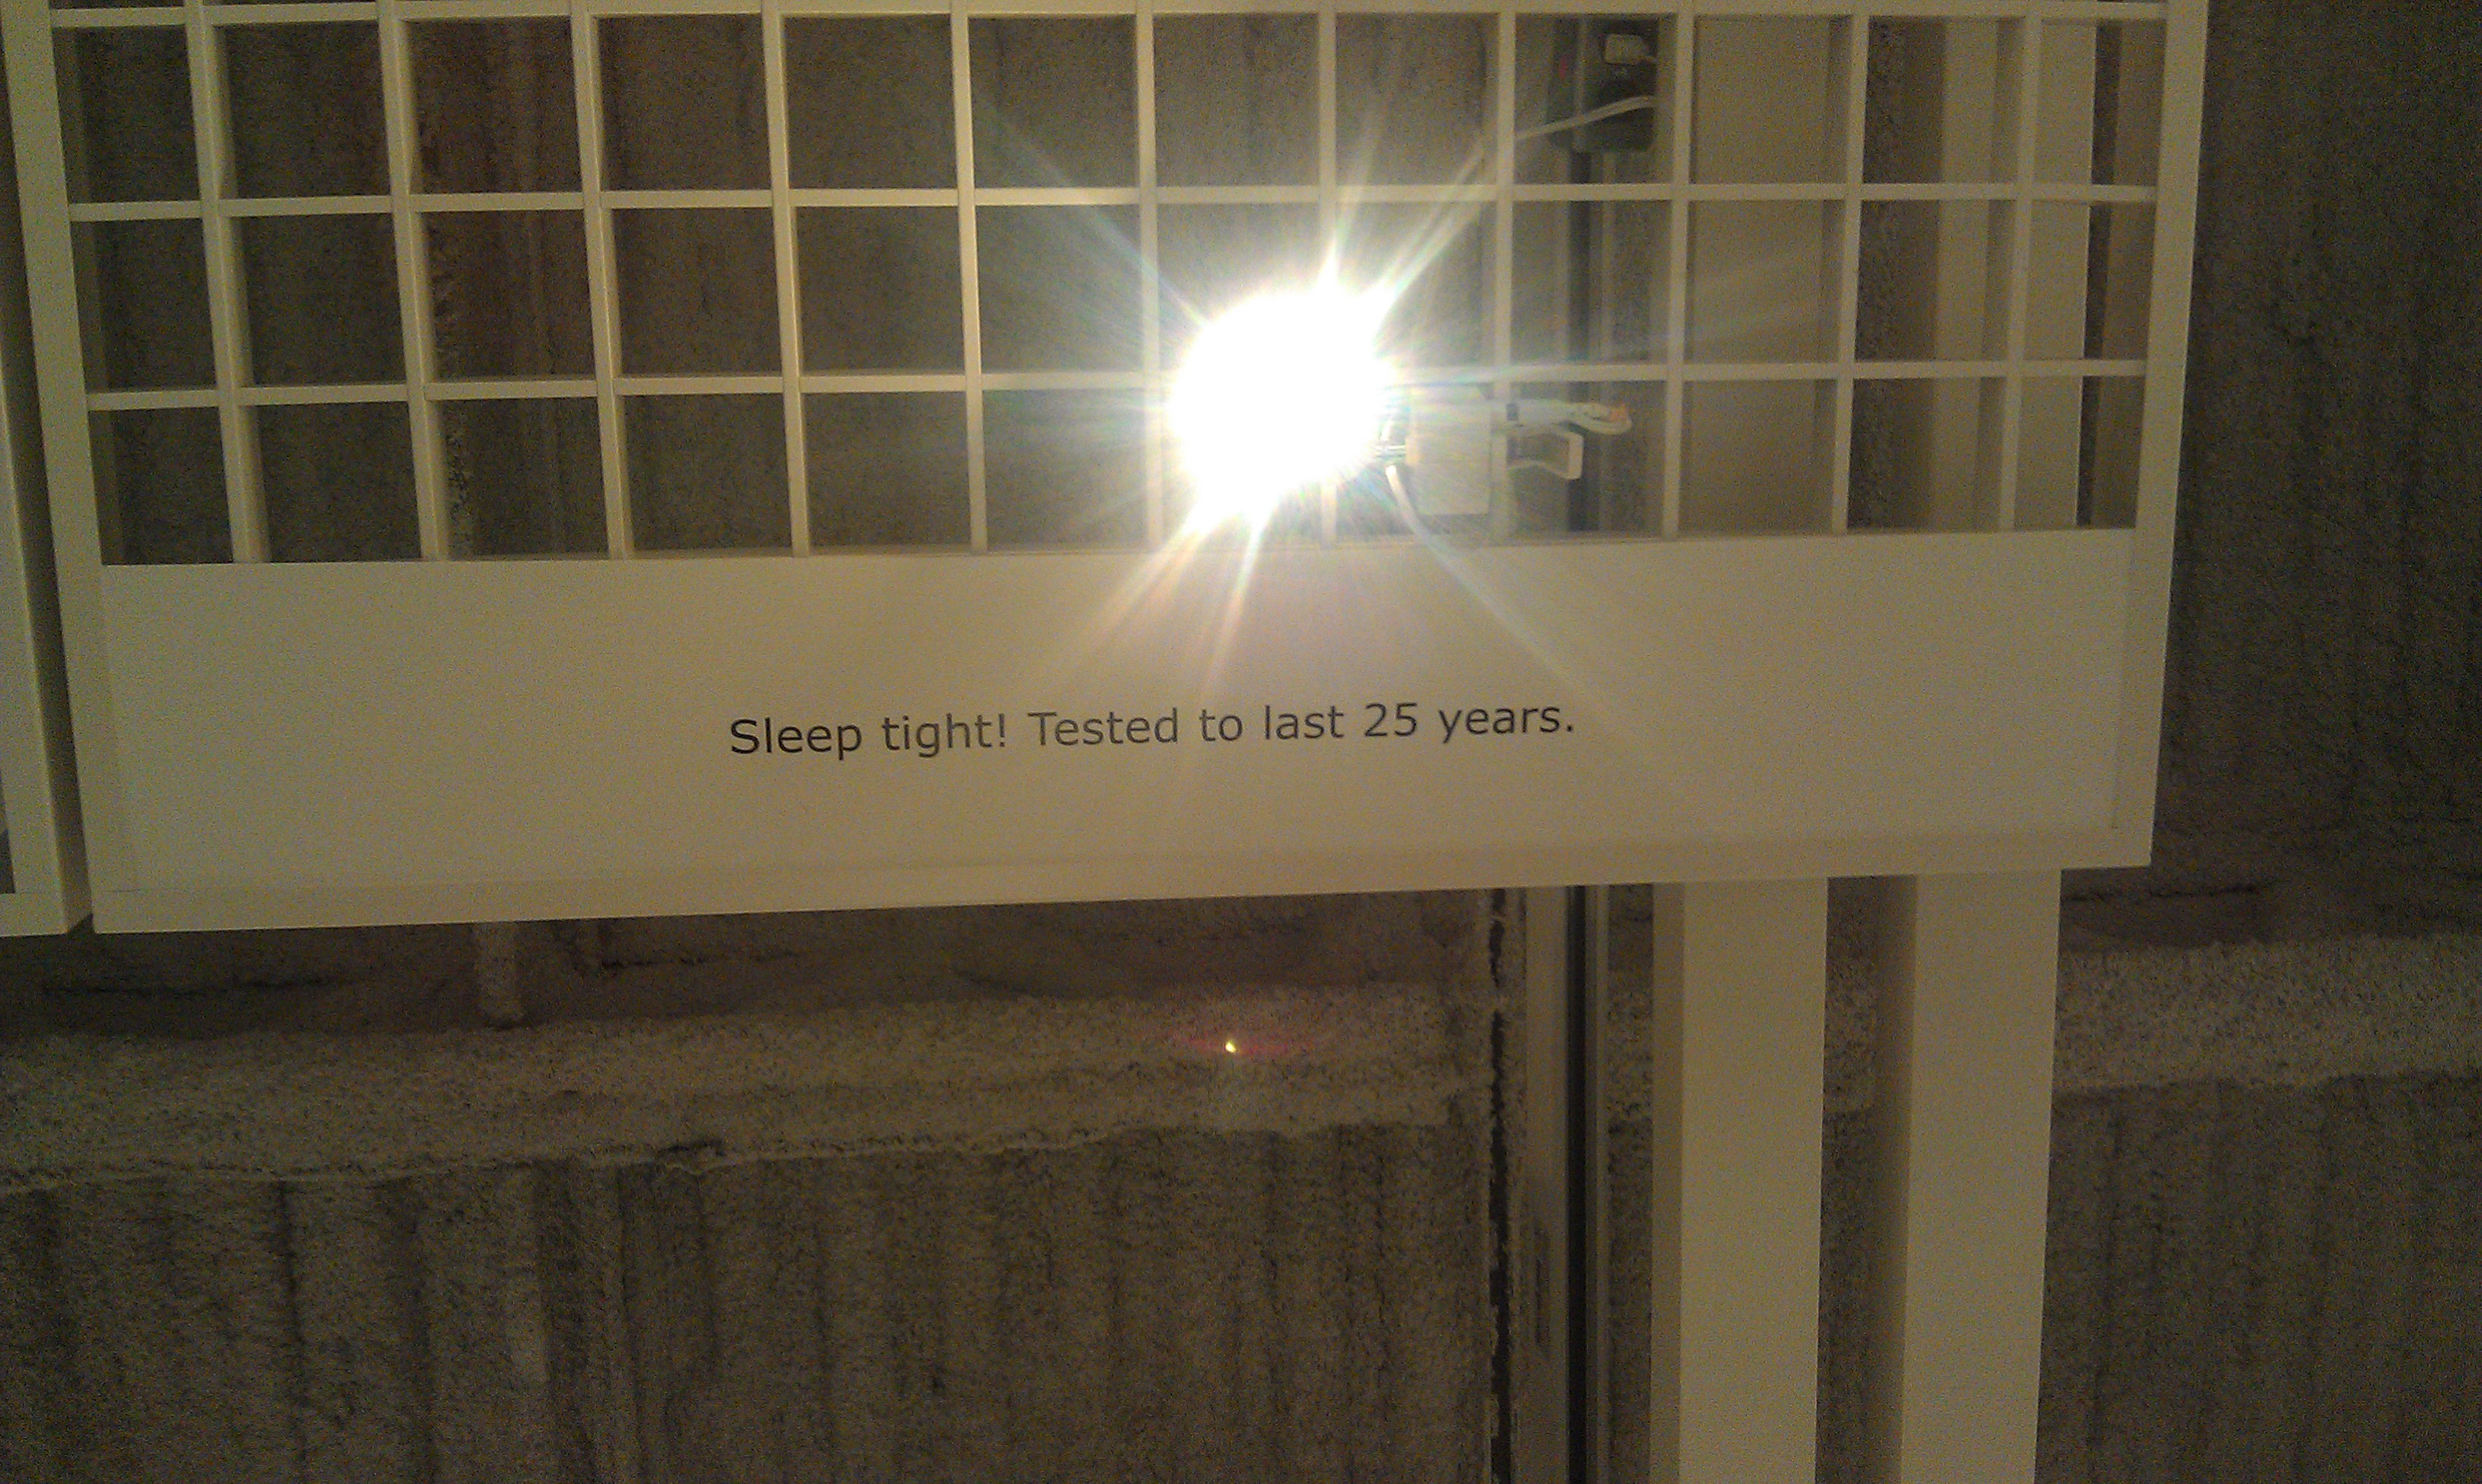 Sleep tight! Tested to last 25 years.